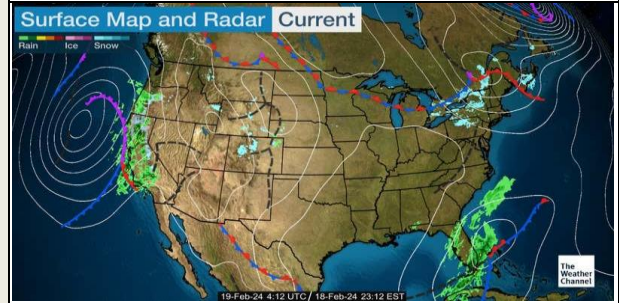 Surface Map and Radar Current
Rain Ice Snow
The
Weather
Channel
19-Feb-24 4:12 UTC / 18-Feb-24 23:12 EST